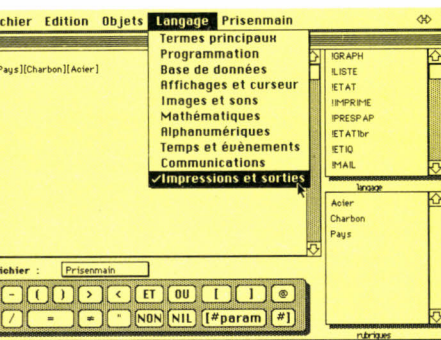 chier Edition Objets Langage Prisenmain
Termes principaux
Programmation
Base de données
Affichages et curseur
Images et sons
Mathématiques
Alphanumériques
Temps et évènements
Communications
✓Impressions et sorties
Pays][Charbon][Acier]
!GRAPH
!LISTE
!ETAT
!IMPRIME
!PRESPAP
!ETATlbr
!ETIQ
!MAIL
langage
Acier
Charbon
Pays
rubriques
ichier : Prisenmain
- ( ) > < ET OU [ ] @
/ = ≠ " NON NIL [#param #]